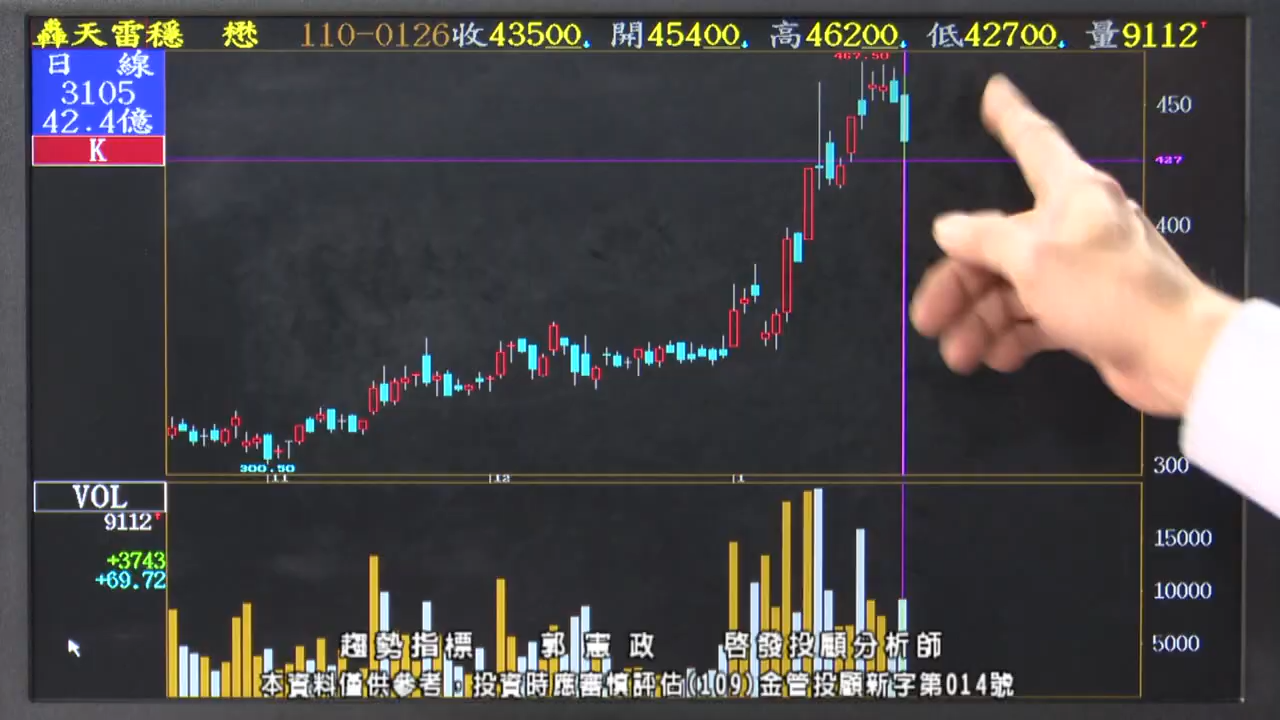 轟天雷穩 懋 110-0126收43500↓ 開45400↓ 高46200↓ 低42700↓ 量9112↑
日 線
3105
42.4億
K
467.50
450
427
400
300
300.50
11 12 1
VOL
9112↑
+3743
+69.72
15000
10000
5000
趨勢指標 郭憲政 啓發投顧分析師
本資料僅供參考，投資時應審慎評估(109)金管投顧新字第014號